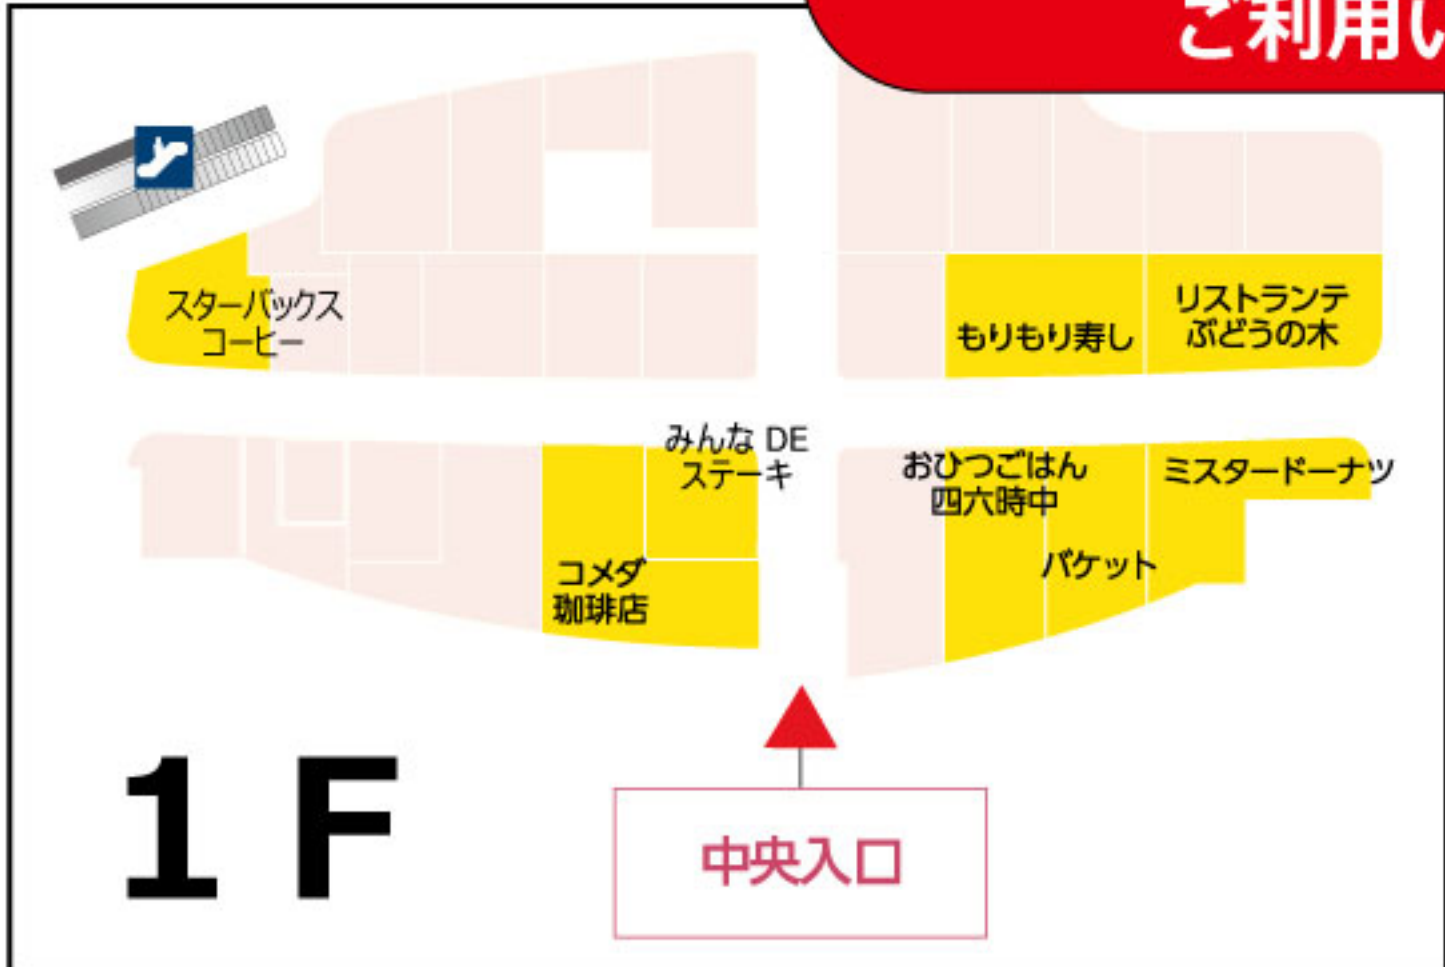 ご利用い
スターバックス
コーヒー
もりもり寿し
リストランテ
ぶどうの木
みんな DE
ステーキ
おひつごはん
四六時中
ミスタードーナツ
バケット
コメダ
珈琲店
1F
中央入口